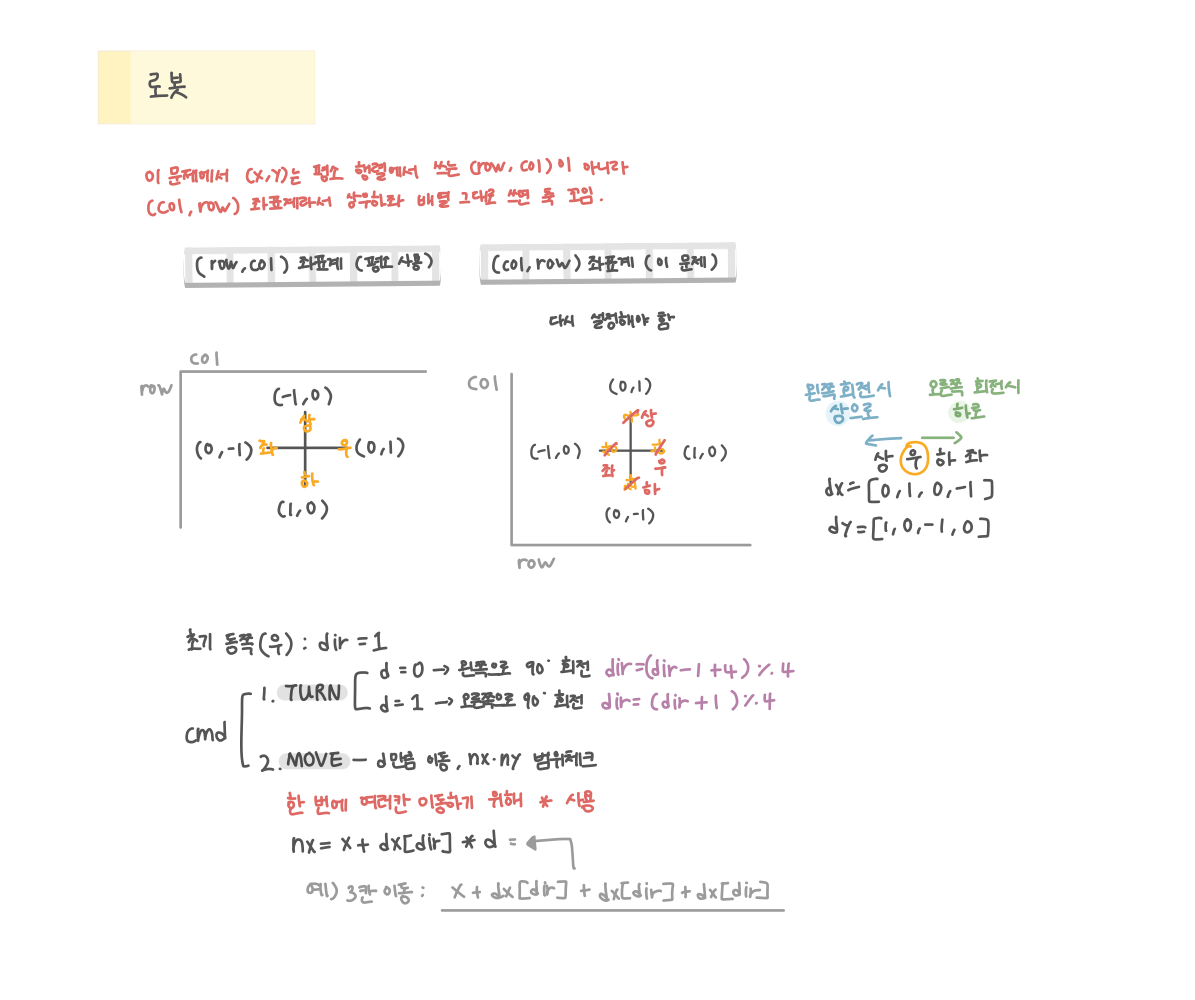 로봇
이 문제에서 (x,y)는 평소 행렬에서 쓰는 (row, col)이 아니라
(col, row) 좌표계라서 상우하좌 배열 그대로 쓰면 축 꼬임.
(row, col) 좌표계 (평소 사용)
(col, row) 좌표계 (이 문제)
다시 설정해야 함
col
row
(-1,0)
상
(0,-1) 좌 우 (0,1)
하
(1,0)
col
(0,1)
상
(-1,0) (1,0)
좌 우
하
(0,-1)
row
왼쪽 회전 시
상으로
오른쪽 회전시
하로
상 우 하 좌
dx=[0,1,0,-1]
dy=[1,0,-1,0]
초기 동쪽(우) : dir = 1
cmd
1. TURN
d = 0 → 왼쪽으로 90° 회전 dir=(dir-1+4)%4
d = 1 → 오른쪽으로 90° 회전 dir= (dir+1)%4
2. MOVE — d만큼 이동, nx·ny 범위체크
한 번에 여러칸 이동하기 위해 * 사용
nx= x + dx[dir] * d =
예) 3칸 이동 : x + dx[dir] + dx[dir] + dx[dir]